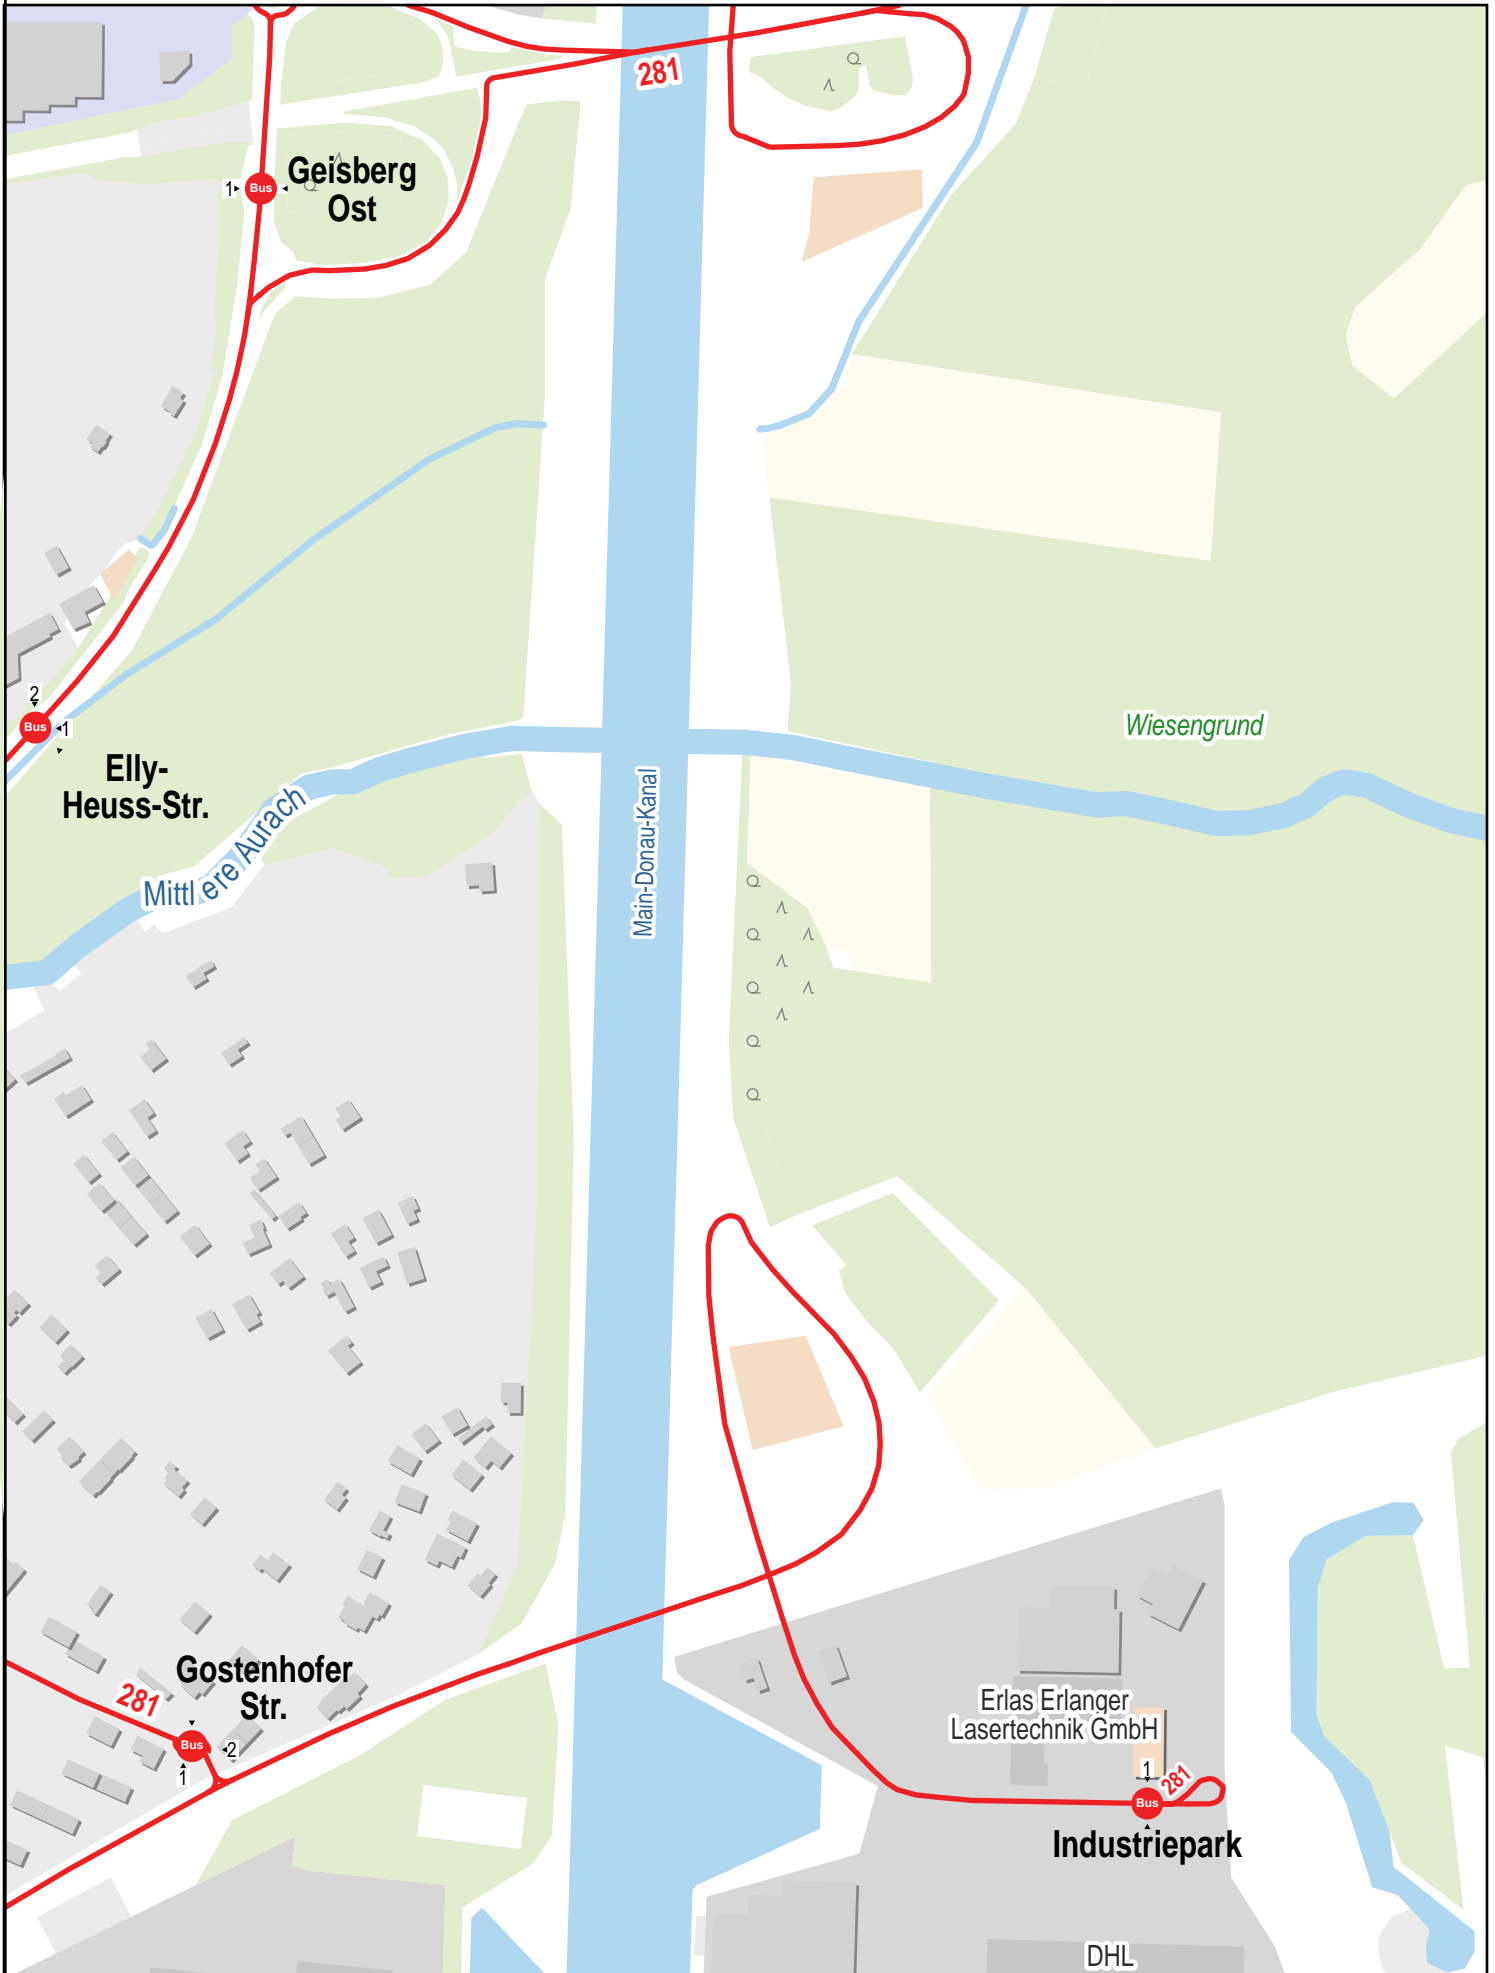 281
Geisberg
Ost
1
Bus
Wiesengrund
2
Bus
1
Elly-
Heuss-Str.
Mittlere Aurach
Main-Donau-Kanal
Gostenhofer
Str.
281
Bus
2
1
Erlas Erlanger
Lasertechnik GmbH
1
281
Bus
Industriepark
DHL